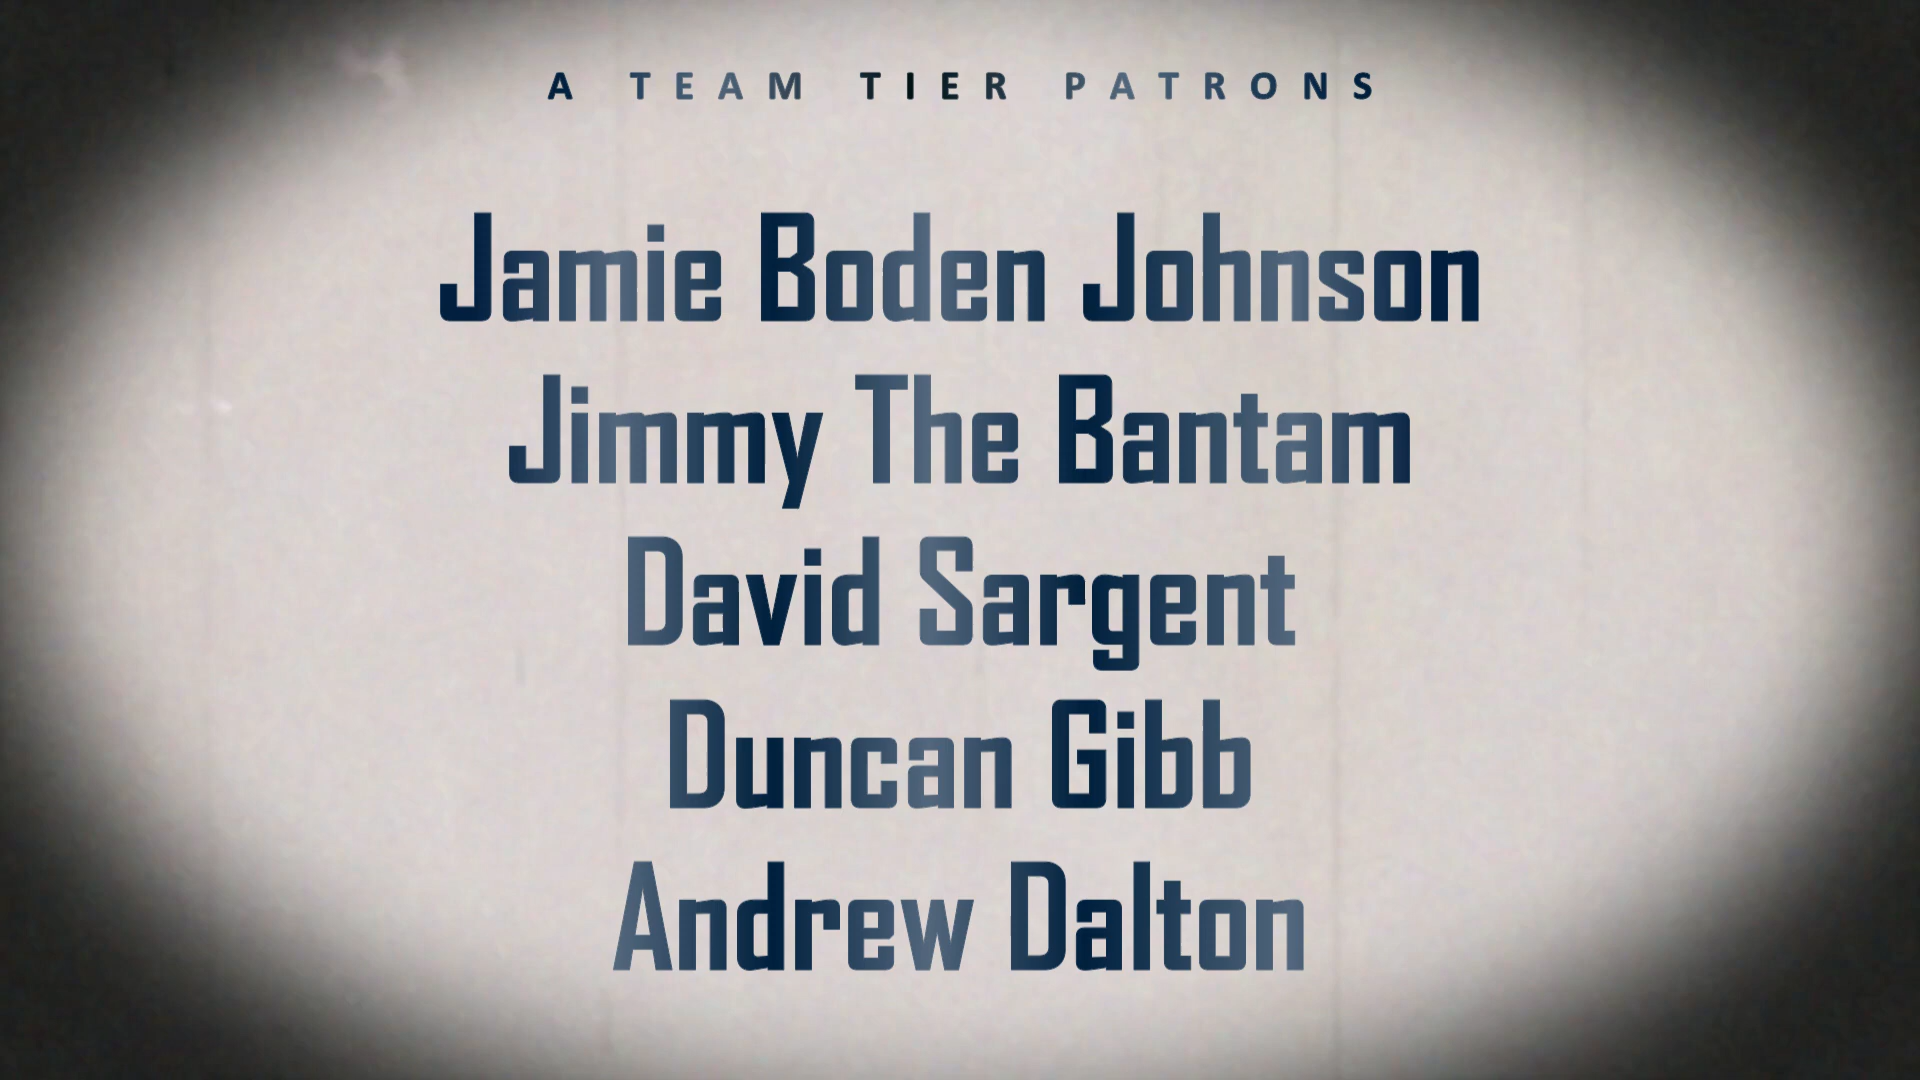 A TEAM TIER PATRONS
Jamie Boden Johnson
Jimmy The Bantam
David Sargent
Duncan Gibb
Andrew Dalton